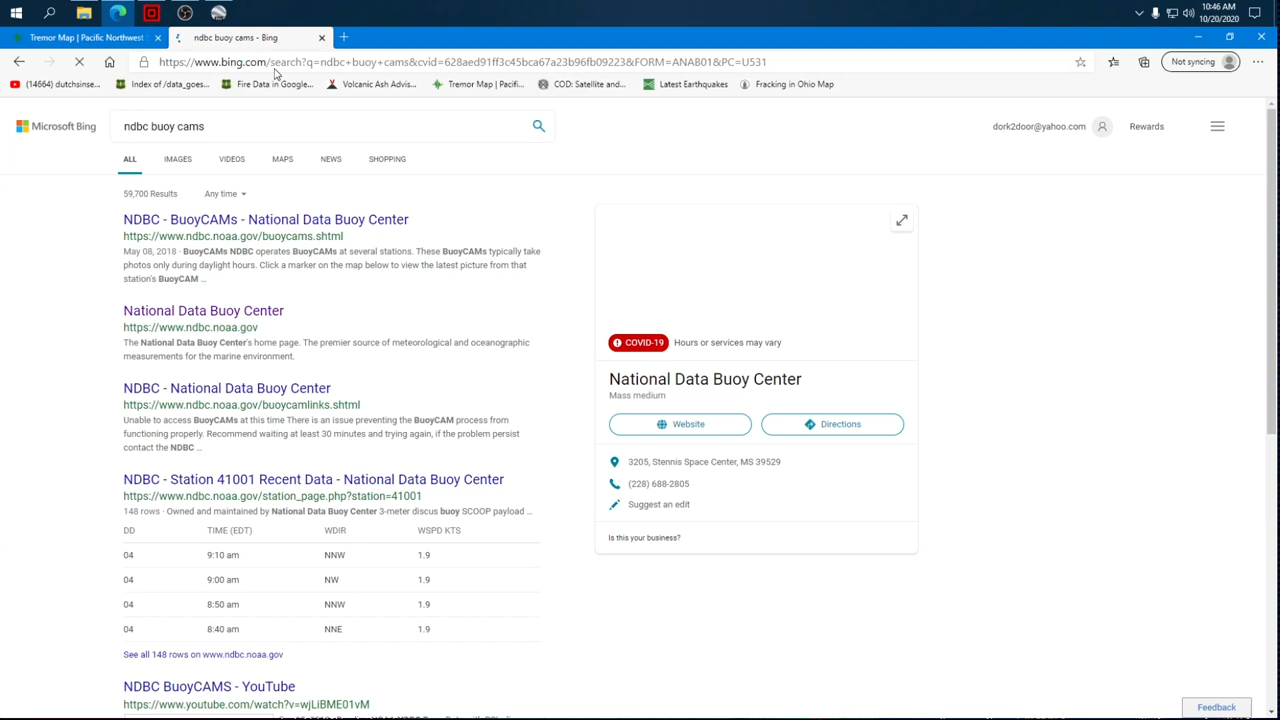 10:46 AM
10/20/2020
Tremor Map | Pacific Northwest
ndbc buoy cams - Bing
https://www.bing.com/search?q=ndbc+buoy+cams&cvid=628aed91ff3c45bca67a23b96fb09223&FORM=ANAB01&PC=U531
Not syncing
(14664) dutchsinse...
Index of /data_goes...
Fire Data in Google...
Volcanic Ash Advis...
Tremor Map | Pacifi...
COD: Satellite and...
Latest Earthquakes
Fracking in Ohio Map
Microsoft Bing
ndbc buoy cams
dork2door@yahoo.com
Rewards
ALL IMAGES VIDEOS MAPS NEWS SHOPPING
59,700 Results Any time
NDBC - BuoyCAMs - National Data Buoy Center
https://www.ndbc.noaa.gov/buoycams.shtml
May 08, 2018 · BuoyCAMs NDBC operates BuoyCAMs at several stations. These BuoyCAMs typically take
photos only during daylight hours. Click a marker on the map below to view the latest picture from that
station's BuoyCAM ...
National Data Buoy Center
https://www.ndbc.noaa.gov
The National Data Buoy Center's home page. The premier source of meteorological and oceanographic
measurements for the marine environment.
NDBC - National Data Buoy Center
https://www.ndbc.noaa.gov/buoycamlinks.shtml
Unable to access BuoyCAMs at this time There is an issue preventing the BuoyCAM process from
functioning properly. Recommend waiting at least 30 minutes and trying again, if the problem persist
contact the NDBC ...
NDBC - Station 41001 Recent Data - National Data Buoy Center
https://www.ndbc.noaa.gov/station_page.php?station=41001
148 rows · Owned and maintained by National Data Buoy Center 3-meter discus buoy SCOOP payload ...
DD TIME (EDT) WDIR WSPD KTS
04 9:10 am NNW 1.9
04 9:00 am NW 1.9
04 8:50 am NNW 1.9
04 8:40 am NNE 1.9
See all 148 rows on www.ndbc.noaa.gov
NDBC BuoyCAMS - YouTube
https://www.youtube.com/watch?v=wjLiBME01vM
COVID-19 Hours or services may vary
National Data Buoy Center
Mass medium
Website
Directions
3205, Stennis Space Center, MS 39529
(228) 688-2805
Suggest an edit
Is this your business?
Feedback